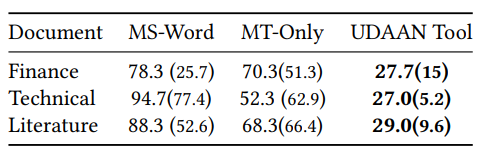 Document MS-Word MT-Only UDAAN Tool
Finance 78.3 (25.7) 70.3(51.3) 27.7(15)
Technical 94.7(77.4) 52.3 (62.9) 27.0(5.2)
Literature 88.3 (52.6) 68.3(66.4) 29.0(9.6)